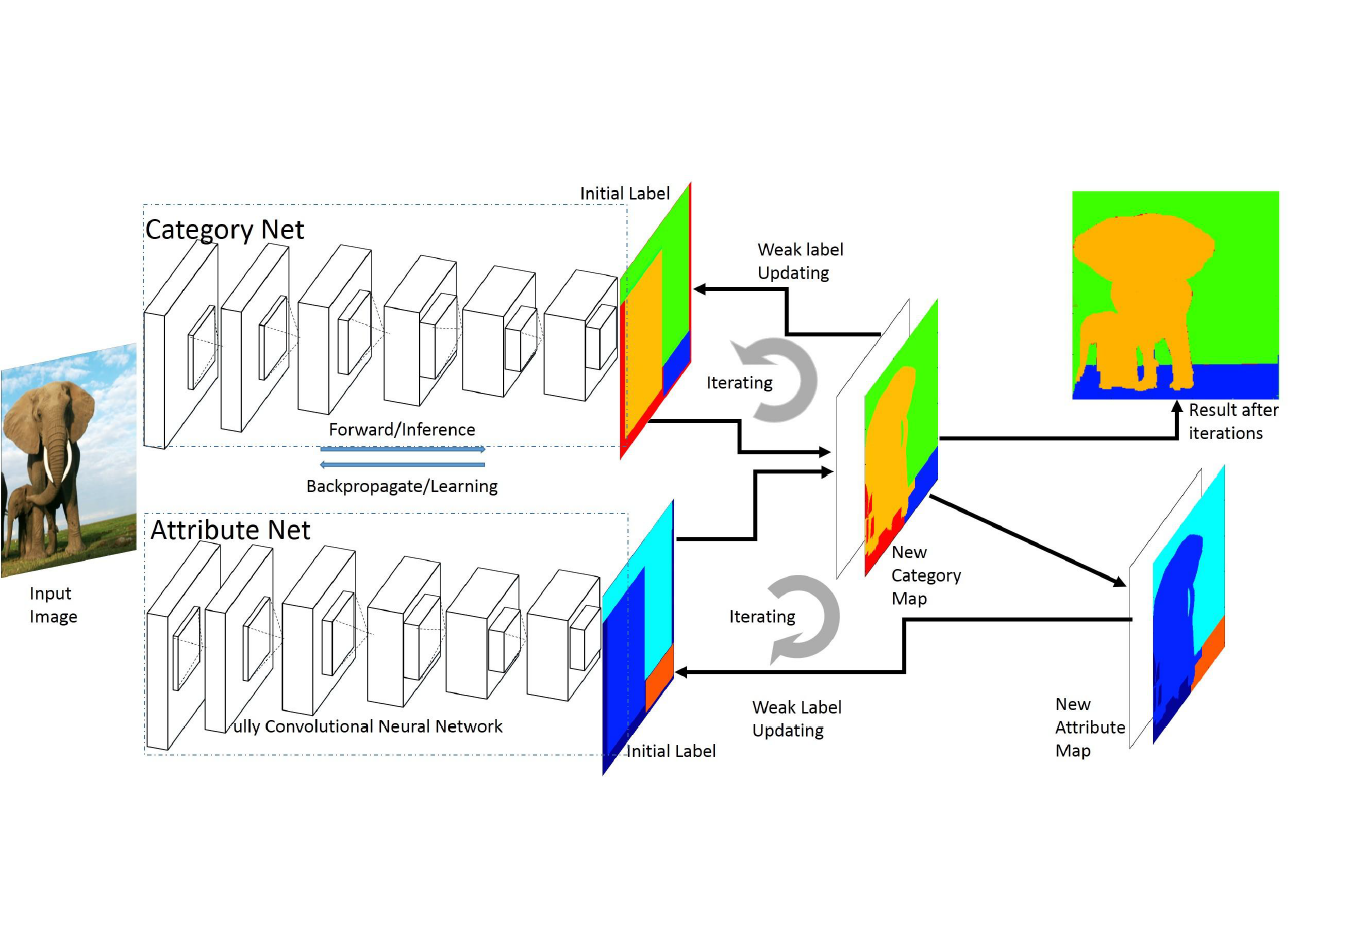 Initial Label
Category Net
Weak label
Updating
Iterating
Forward/Inference
Backpropagate/Learning
Result after
iterations
Attribute Net
Input
Image
New
Category
Map
Iterating
Weak Label
Updating
New
Attribute
Map
ully Convolutional Neural Network
Initial Label